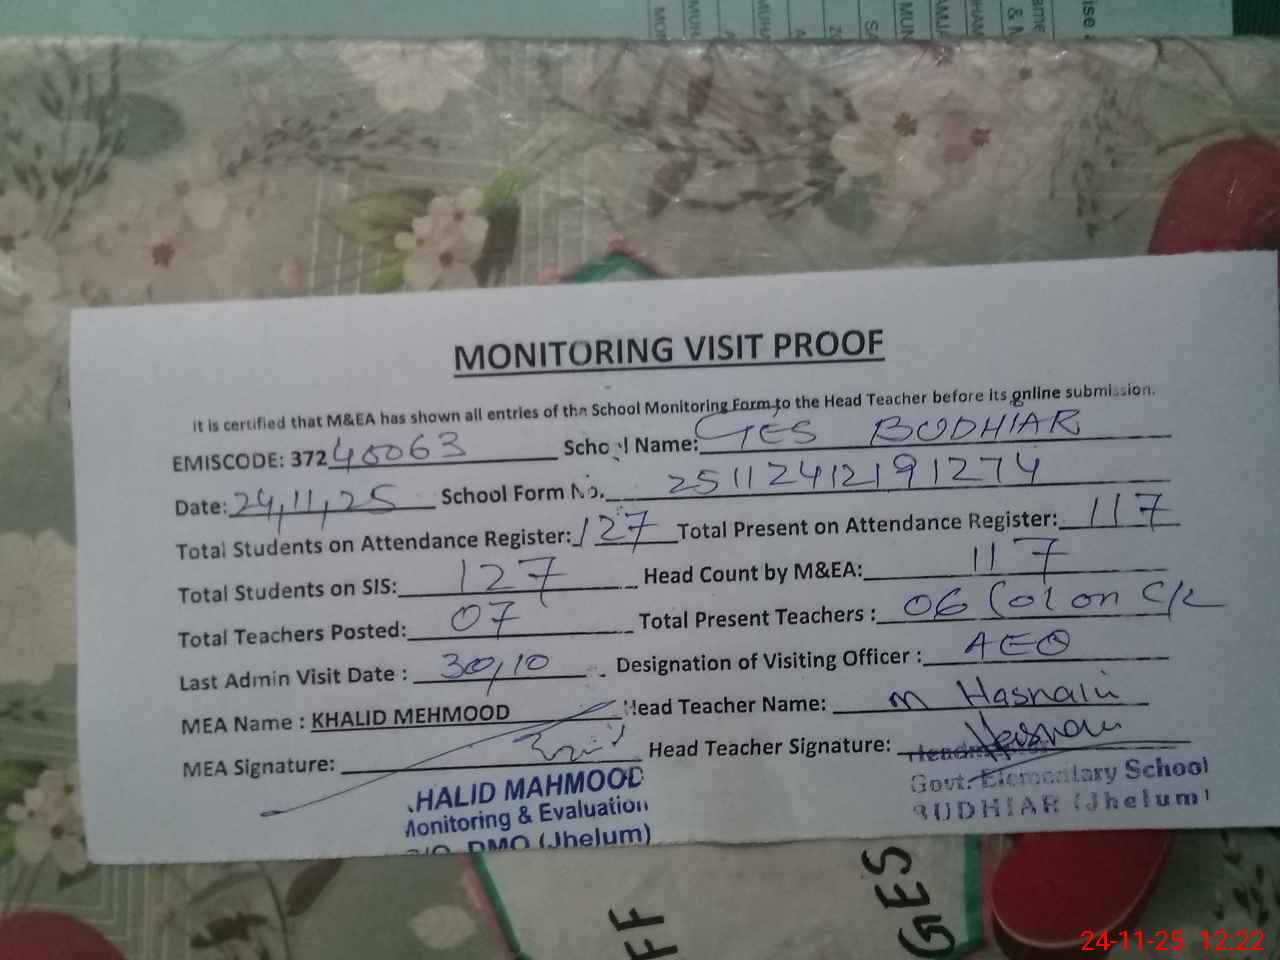 MONITORING VISIT PROOF
It is certified that M&EA has shown all entries of the School Monitoring Form to the Head Teacher before its online submission.
EMISCODE: 37240063 School Name: GES BUDHIAR
Date: 24,11,25 School Form No. 25112412191274
Total Students on Attendance Register: 127 Total Present on Attendance Register: 117
Total Students on SIS: 127 Head Count by M&EA: 117
Total Teachers Posted: 07 Total Present Teachers : 06 (01 on C/L
Last Admin Visit Date : 30,10 Designation of Visiting Officer : AEO
MEA Name : KHALID MEHMOOD Head Teacher Name: M Hasnain
MEA Signature: Head Teacher Signature: Hasnain
HALID MAHMOOD
Monitoring & Evaluation
DMO (Jhelum)
Govt. Elementary School
BUDHIAR (Jhelum)
FF
GES
24-11-25 12:22